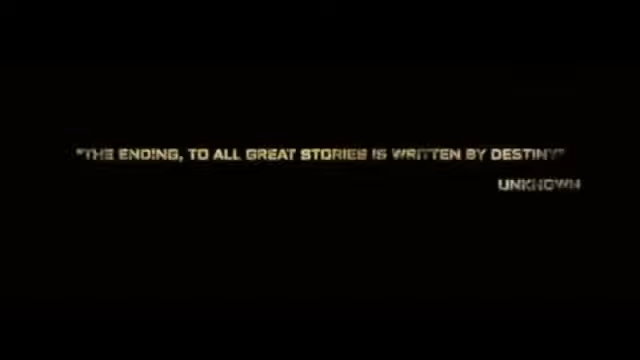 "THE ENDING, TO ALL GREAT STORIES IS WRITTEN BY DESTINY"
UNKNOWN